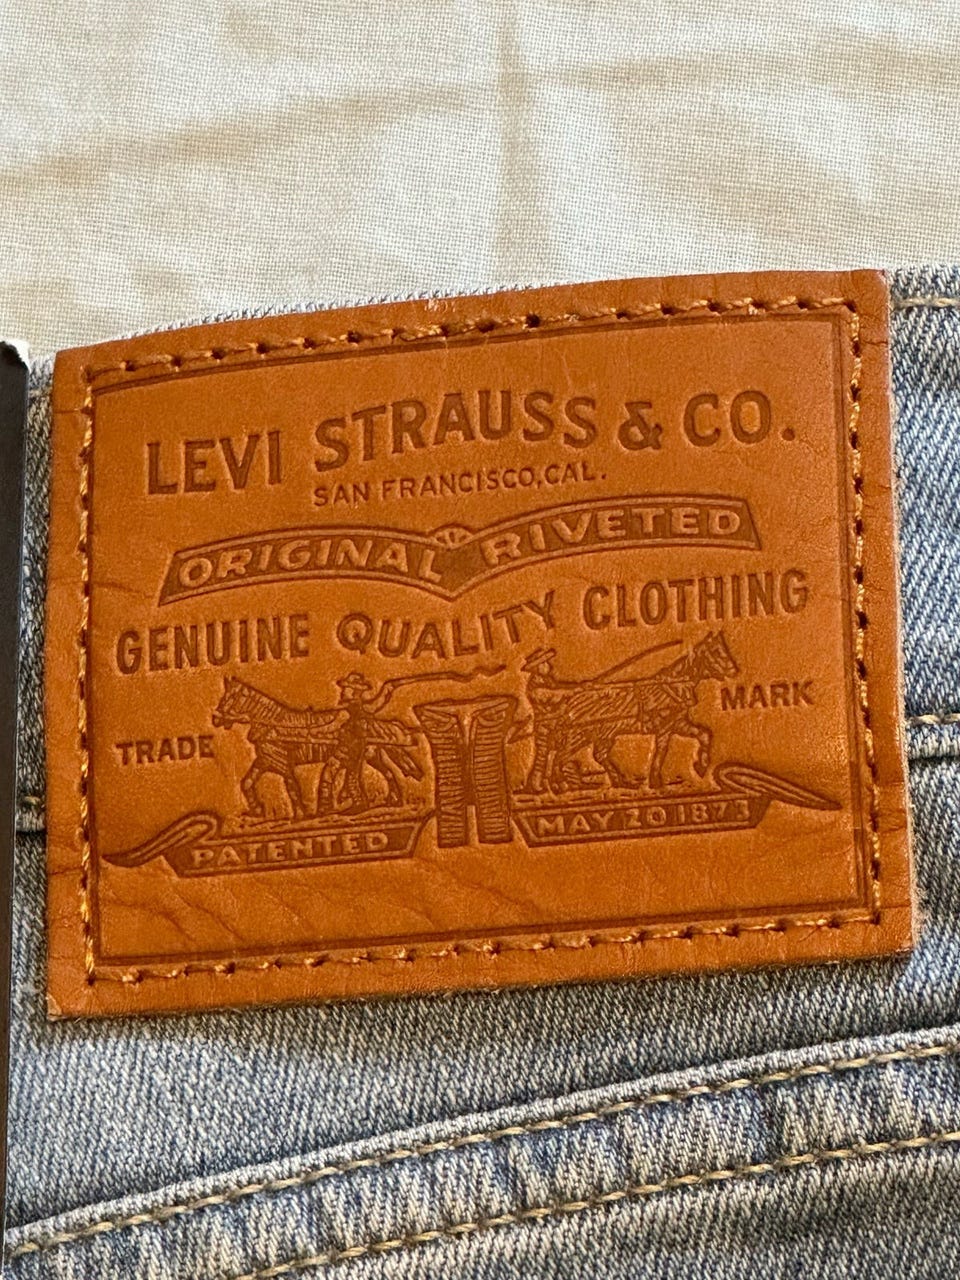 LEVI STRAUSS & CO.
SAN FRANCISCO, CAL.
ORIGINAL RIVETED
GENUINE QUALITY CLOTHING
TRADE MARK
PATENTED MAY 20 1873